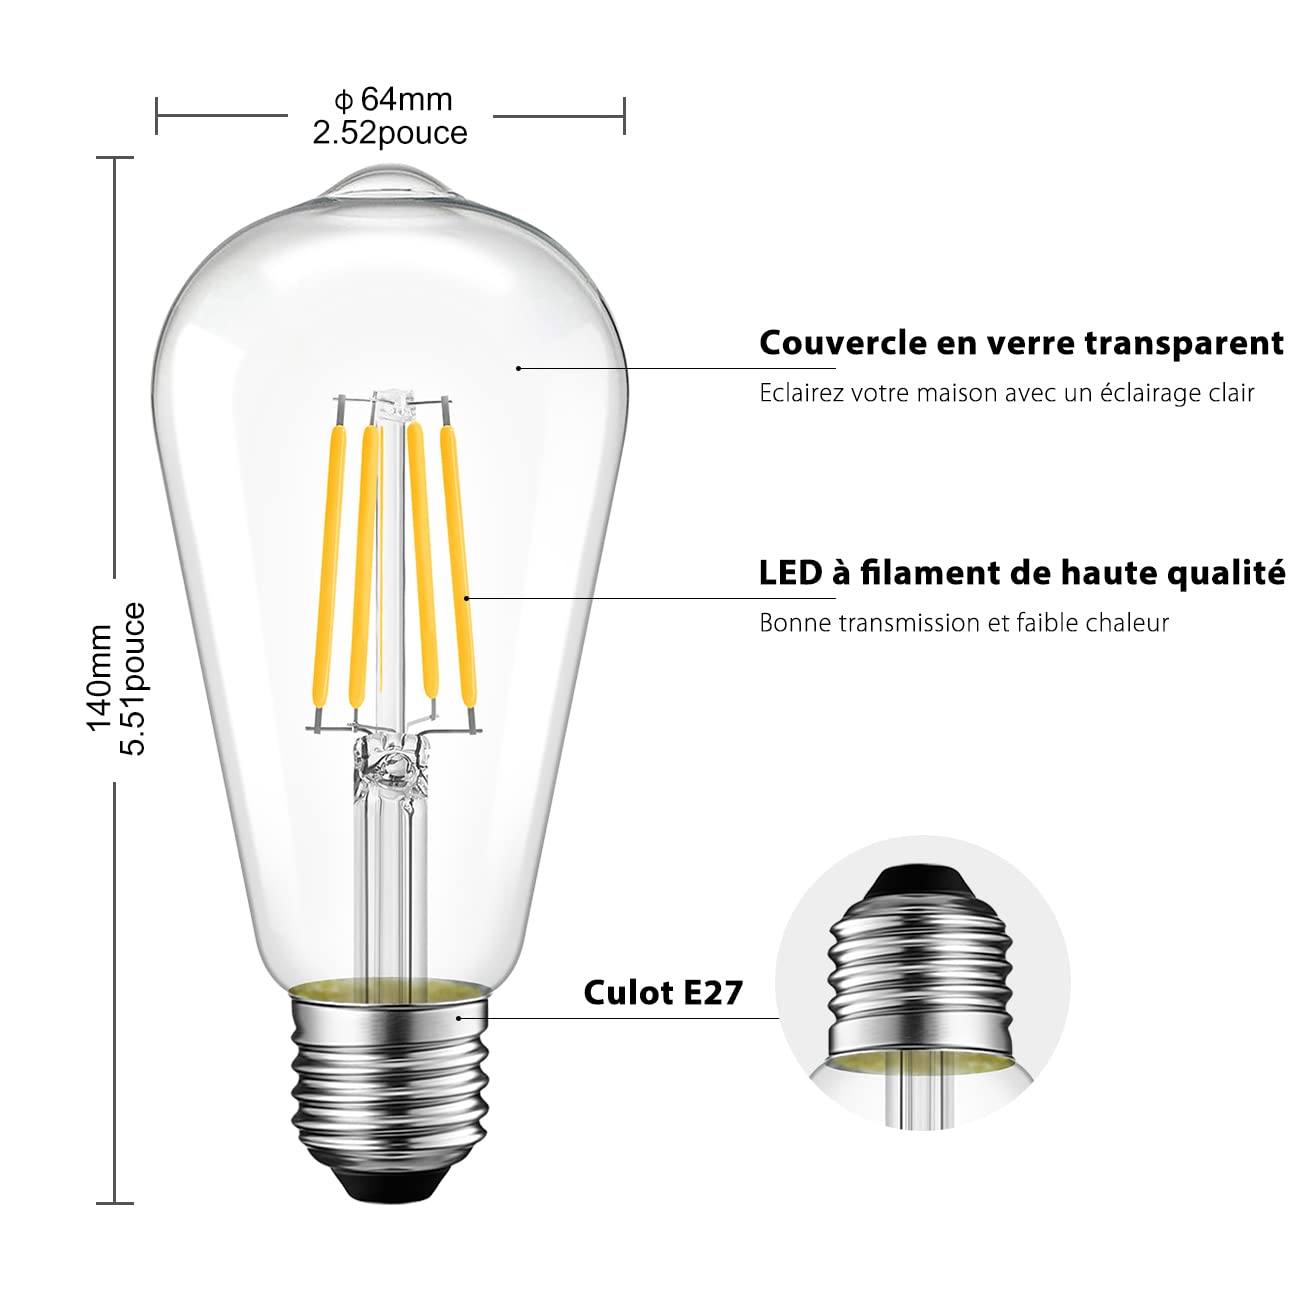 ϕ 64mm
2.52pouce
140mm
5.51pouce
Couvercle en verre transparent
Eclairez votre maison avec un éclairage clair
LED à filament de haute qualité
Bonne transmission et faible chaleur
Culot E27